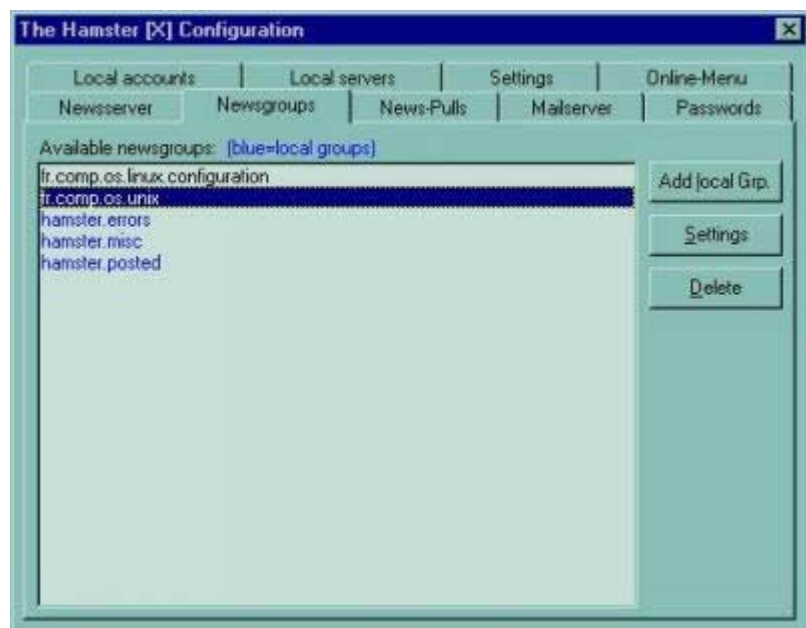 The Hamster [X] Configuration
Local accounts Local servers Settings Online-Menu
Newsserver Newsgroups News-Pulls Mailserver Passwords
Available newsgroups: (blue=local groups)
fr.comp.os.linux.configuration
fr.comp.os.unix
hamster.errors
hamster.misc
hamster.posted
Add local Grp.
Settings
Delete